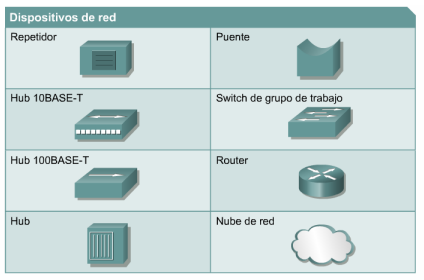 Dispositivos de red
Repetidor
Puente
Hub 10BASE-T
Switch de grupo de trabajo
Hub 100BASE-T
Router
Hub
Nube de red